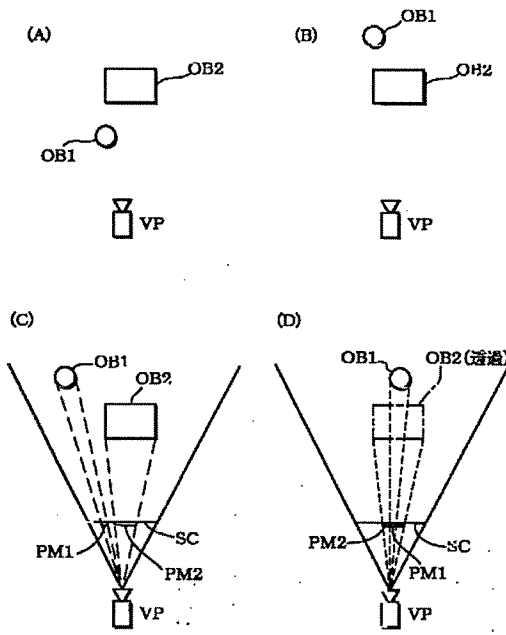 (A)
OB2
OB1
VP
(B)
OB1
OB2
VP
(C)
OB1
OB2
PM1
SC
PM2
VP
(D)
OB1
OB2(透過)
PM2
SC
PM1
VP